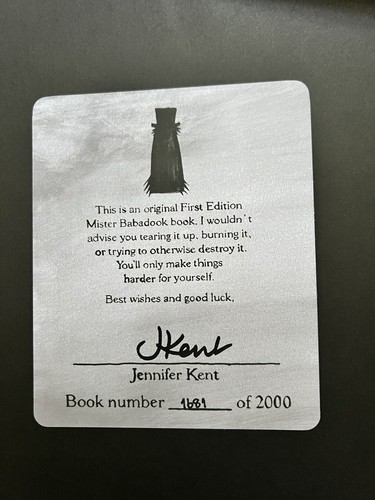 This is an original First Edition
Mister Babadook book. I wouldn't
advise you tearing it up, burning it,
or trying to otherwise destroy it.
You'll only make things
harder for yourself.
Best wishes and good luck,
JKent
Jennifer Kent
Book number 1681 of 2000